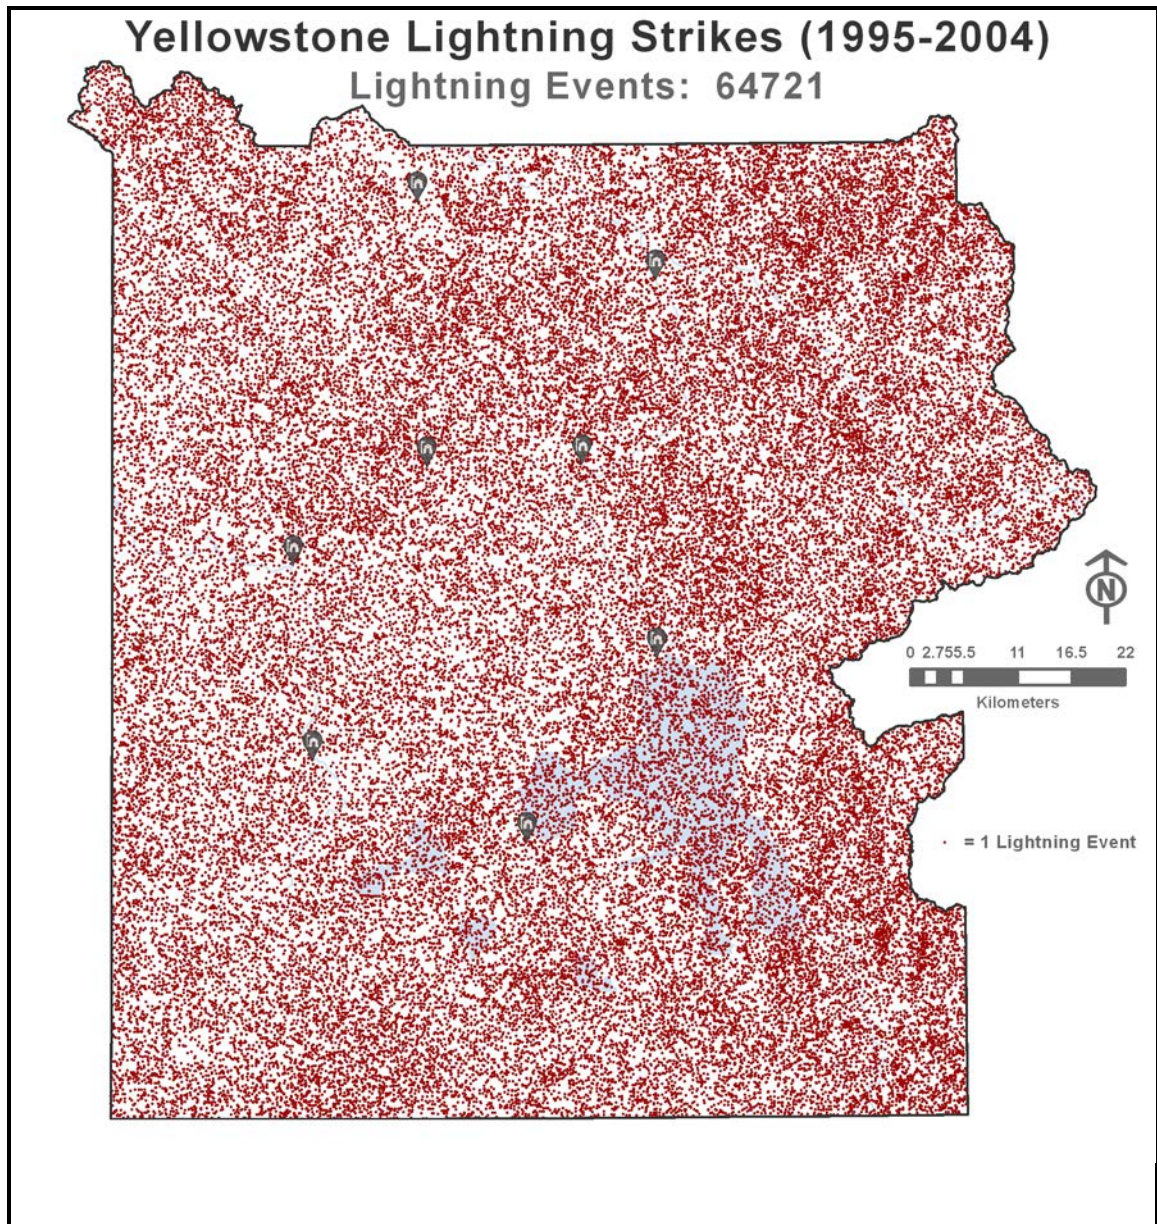 Yellowstone Lightning Strikes (1995-2004)
Lightning Events: 64721
N
0 2.755.5 11 16.5 22
Kilometers
= 1 Lightning Event